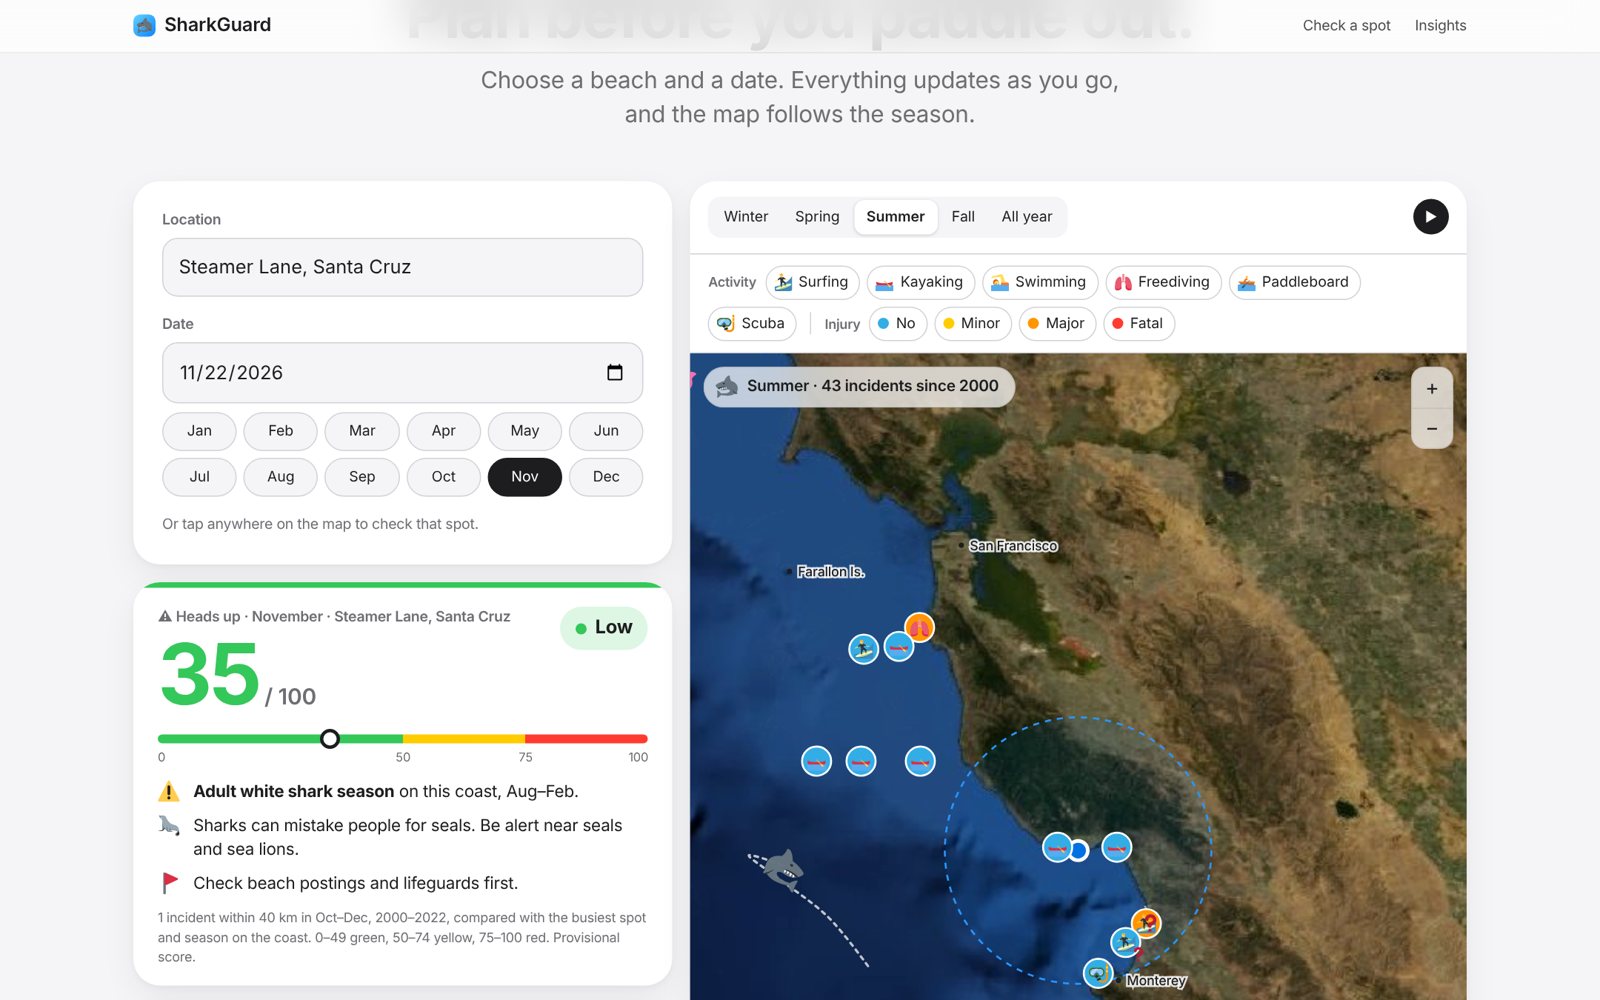 SharkGuard
Check a spot
Insights
Plan before you paddle out.
Choose a beach and a date. Everything updates as you go,
and the map follows the season.
Location
Steamer Lane, Santa Cruz
Date
11/22/2026
Jan
Feb
Mar
Apr
May
Jun
Jul
Aug
Sep
Oct
Nov
Dec
Or tap anywhere on the map to check that spot.
Heads up · November · Steamer Lane, Santa Cruz
Low
35 / 100
0
50
75
100
Adult white shark season on this coast, Aug–Feb.
Sharks can mistake people for seals. Be alert near seals
and sea lions.
Check beach postings and lifeguards first.
1 incident within 40 km in Oct–Dec, 2000–2022, compared with the busiest spot
and season on the coast. 0–49 green, 50–74 yellow, 75–100 red. Provisional
score.
Winter
Spring
Summer
Fall
All year
Activity
Surfing
Kayaking
Swimming
Freediving
Paddleboard
Scuba
Injury
No
Minor
Major
Fatal
Summer · 43 incidents since 2000
+
−
San Francisco
Farallon Is.
Monterey